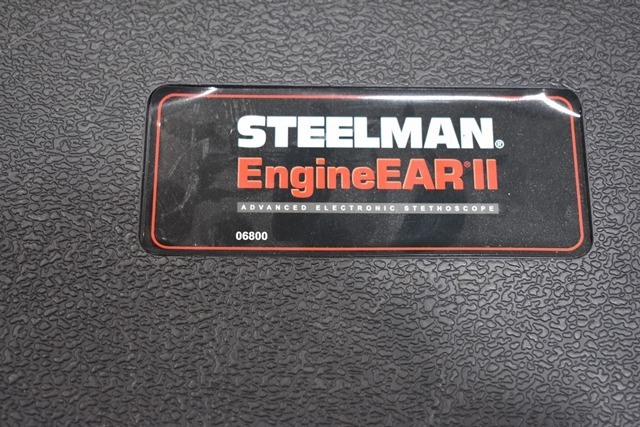 STEELMAN®
EngineEAR® II
ADVANCED ELECTRONIC STETHOSCOPE
06800